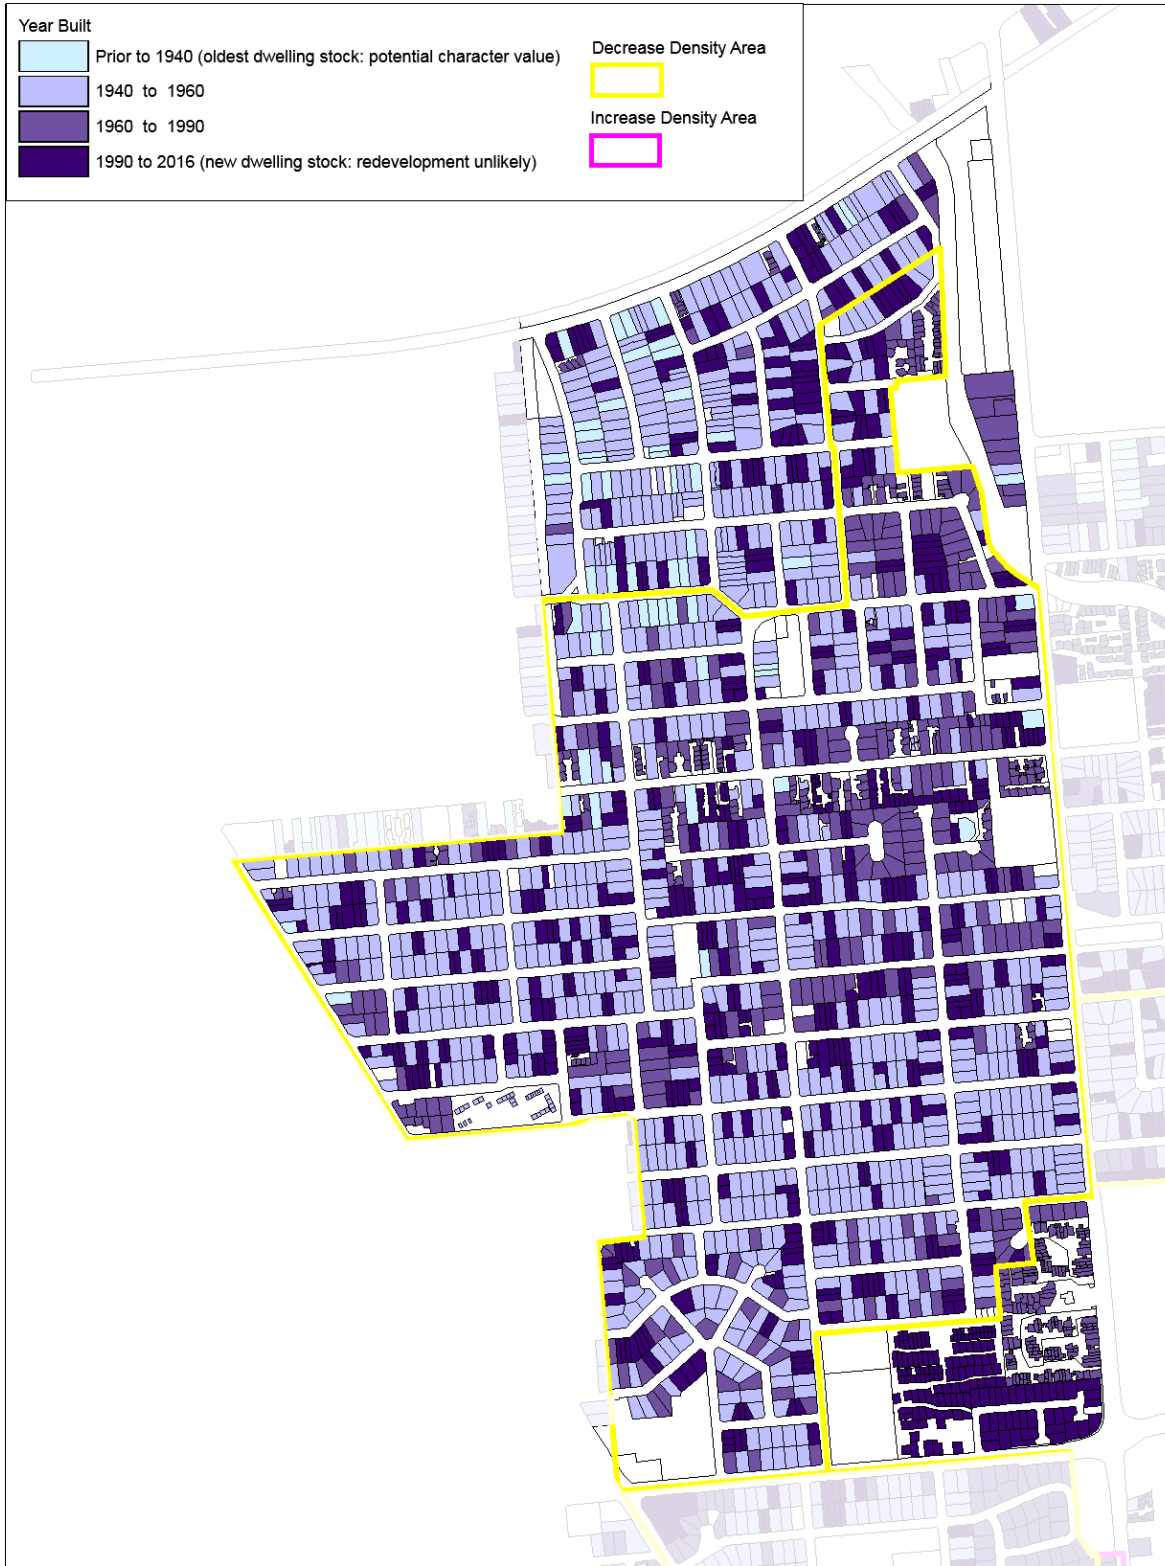 Year Built
Prior to 1940 (oldest dwelling stock: potential character value)
1940 to 1960
1960 to 1990
1990 to 2016 (new dwelling stock: redevelopment unlikely)
Decrease Density Area
Increase Density Area